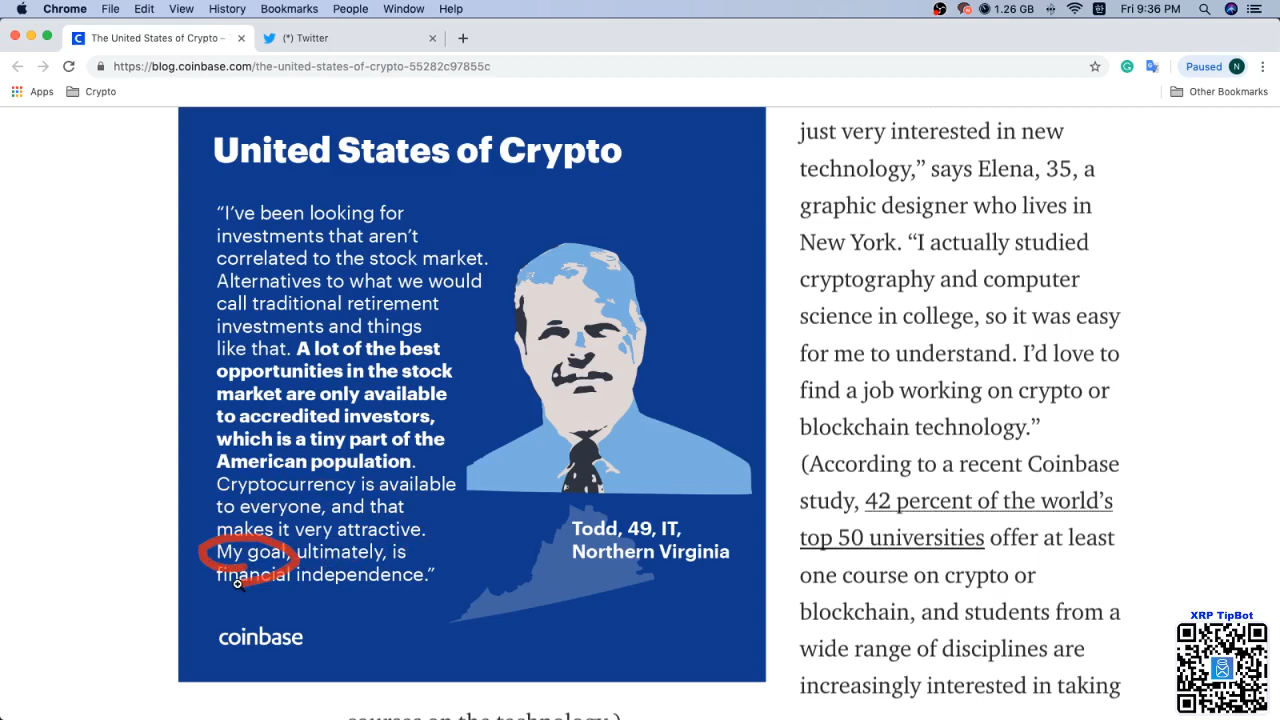 Chrome File Edit View History Bookmarks People Window Help 1.26 GB Fri 9:36 PM
The United States of Crypto – (*) Twitter
https://blog.coinbase.com/the-united-states-of-crypto-55282c97855c Paused N
Apps Crypto Other Bookmarks
United States of Crypto
“I’ve been looking for
investments that aren’t
correlated to the stock market.
Alternatives to what we would
call traditional retirement
investments and things
like that. A lot of the best
opportunities in the stock
market are only available
to accredited investors,
which is a tiny part of the
American population.
Cryptocurrency is available
to everyone, and that
makes it very attractive.
My goal, ultimately, is
financial independence.”
Todd, 49, IT,
Northern Virginia
coinbase
just very interested in new
technology,” says Elena, 35, a
graphic designer who lives in
New York. “I actually studied
cryptography and computer
science in college, so it was easy
for me to understand. I’d love to
find a job working on crypto or
blockchain technology.”
(According to a recent Coinbase
study, 42 percent of the world’s
top 50 universities offer at least
one course on crypto or
blockchain, and students from a
wide range of disciplines are
increasingly interested in taking
courses on the technology.)
XRP TipBot